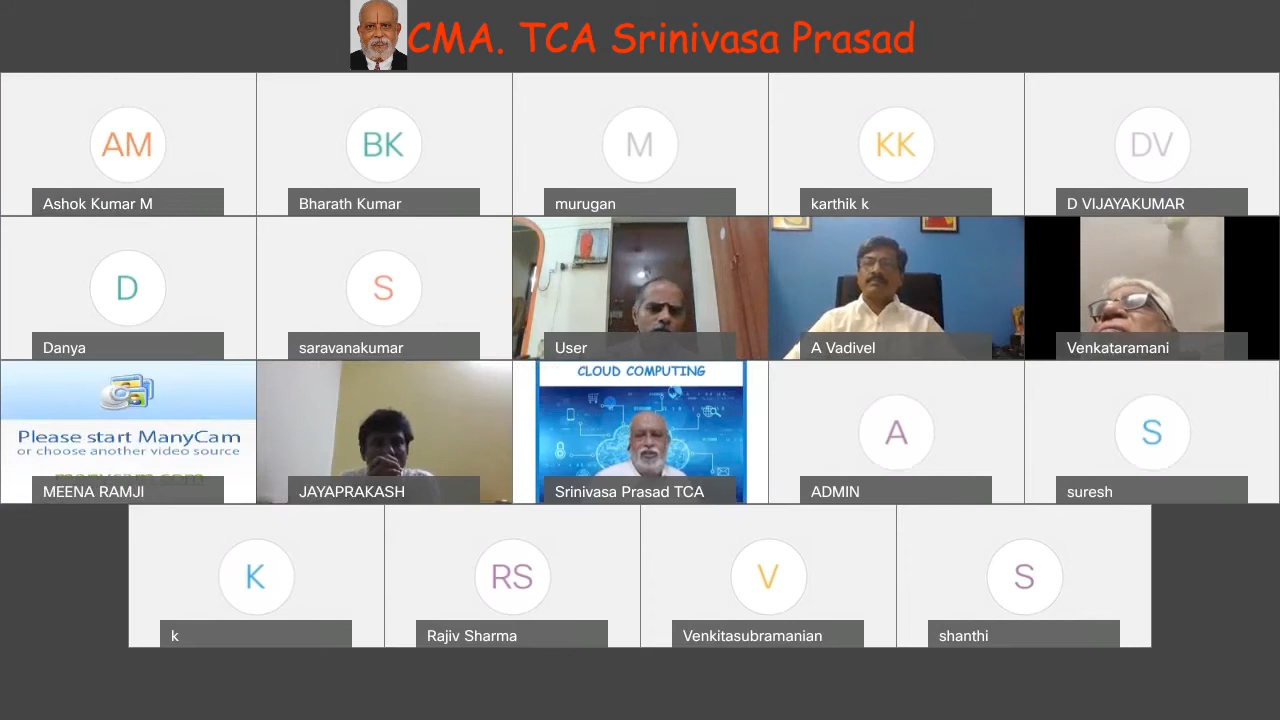 CMA. TCA Srinivasa Prasad
AM
BK
M
KK
DV
Ashok Kumar M
Bharath Kumar
murugan
karthik k
D VIJAYAKUMAR
D
S
Danya
saravanakumar
User
A Vadivel
Venkataramani
Please start ManyCam
or choose another video source
MEENA RAMJI
JAYAPRAKASH
CLOUD COMPUTING
Srinivasa Prasad TCA
A
S
ADMIN
suresh
K
RS
V
S
k
Rajiv Sharma
Venkitasubramanian
shanthi